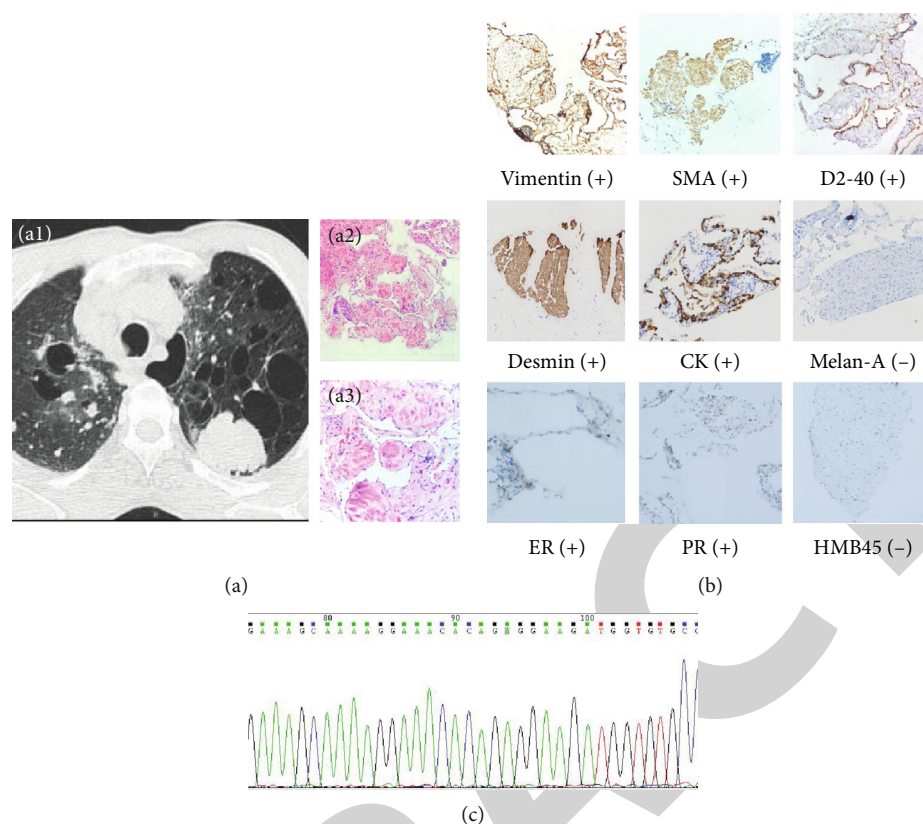 Vimentin (+) SMA (+) D2-40 (+)
(a1) (a2)
Desmin (+) CK (+) Melan-A (–)
(a3)
ER (+) PR (+) HMB45 (–)
(a) (b)
80 90 100
G A A A G C A A A A G G A A A C A C A G A G G A A G A T G G T G T G C
(c)